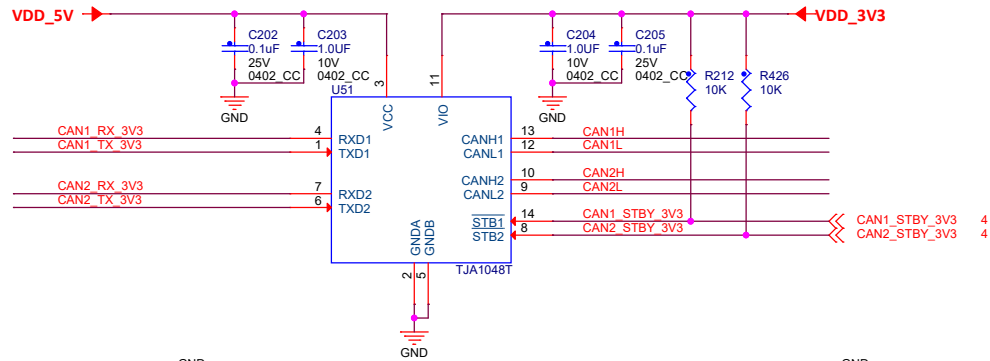 VDD_5V
VDD_3V3
C202
0.1uF
25V
0402_CC
C203
1.0UF
10V
0402_CC
C204
1.0UF
10V
0402_CC
C205
0.1uF
25V
0402_CC
R212
10K
R426
10K
GND
GND
U51
3
11
VCC
VIO
CAN1_RX_3V3
4
RXD1
CANH1
13
CAN1H
CAN1_TX_3V3
1
TXD1
CANL1
12
CAN1L
CAN2_RX_3V3
7
RXD2
CANH2
10
CAN2H
CAN2_TX_3V3
6
TXD2
CANL2
9
CAN2L
STB1
14
CAN1_STBY_3V3
CAN1_STBY_3V3 4
STB2
8
CAN2_STBY_3V3
CAN2_STBY_3V3 4
GNDA
GNDB
TJA1048T
2
5
GND
GND
GND